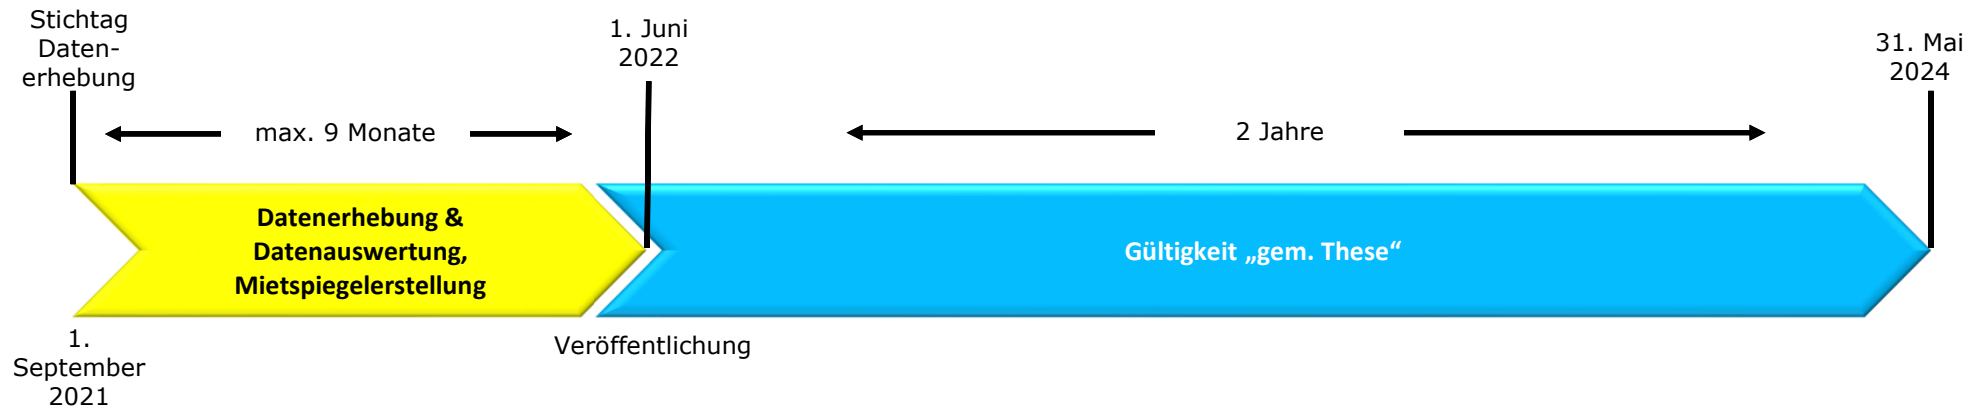 Stichtag
Daten-
erhebung
1. Juni
2022
31. Mai
2024
max. 9 Monate
2 Jahre
Datenerhebung &
Datenauswertung,
Mietspiegelerstellung
Gültigkeit „gem. These“
1.
September
2021
Veröffentlichung